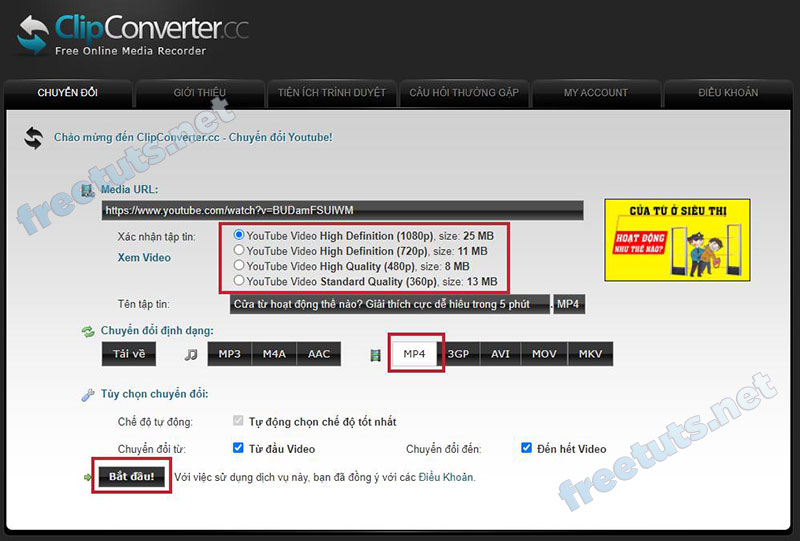 ClipConverter.cc
Free Online Media Recorder
CHUYỂN ĐỔI
GIỚI THIỆU
TIỆN ÍCH TRÌNH DUYỆT
CÂU HỎI THƯỜNG GẶP
MY ACCOUNT
ĐIỀU KHOẢN
Chào mừng đến ClipConverter.cc - Chuyển đổi Youtube!
Media URL:
https://www.youtube.com/watch?v=BUDamFSUIWM
Xác nhận tập tin:
Xem Video
YouTube Video High Definition (1080p), size: 25 MB
YouTube Video High Definition (720p), size: 11 MB
YouTube Video High Quality (480p), size: 8 MB
YouTube Video Standard Quality (360p), size: 13 MB
CỬA TỪ Ở SIÊU THỊ
HOẠT ĐỘNG
NHƯ THẾ NÀO?
Tên tập tin: Cửa từ hoạt động thế nào? Giải thích cực dễ hiểu trong 5 phút . MP4
Chuyển đổi định dạng:
Tải về MP3 M4A AAC MP4 3GP AVI MOV MKV
Tùy chọn chuyển đổi:
Chế độ tự động: Tự động chọn chế độ tốt nhất
Chuyển đổi từ: Từ đầu Video Chuyển đổi đến: Đến hết Video
Bắt đầu! Với việc sử dụng dịch vụ này, bạn đã đồng ý với các Điều Khoản.
freetuts.net
freetuts.net